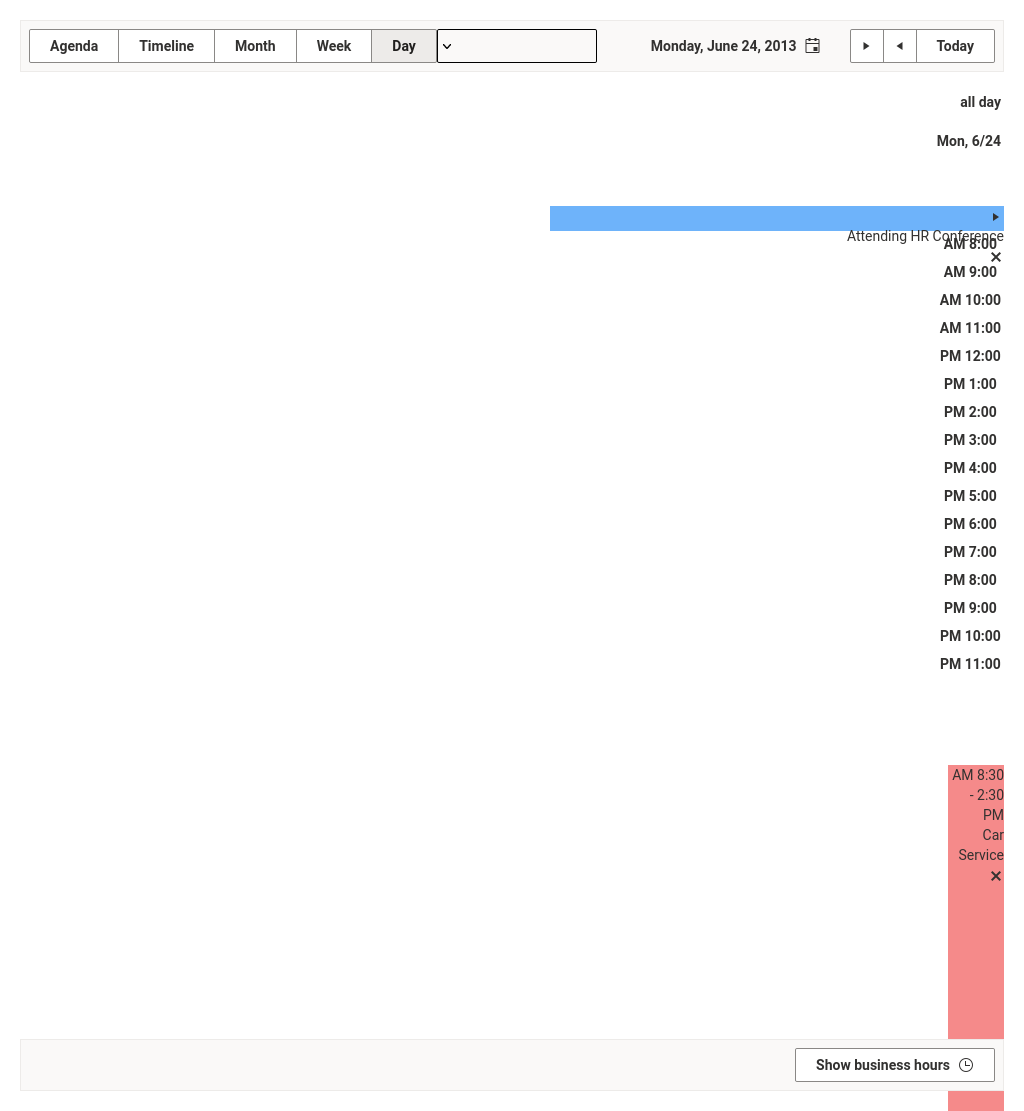 Agenda Timeline Month Week Day Monday, June 24, 2013 Today
all day
Mon, 6/24
Attending HR Conference
AM 8:00
AM 9:00
AM 10:00
AM 11:00
PM 12:00
PM 1:00
PM 2:00
PM 3:00
PM 4:00
PM 5:00
PM 6:00
PM 7:00
PM 8:00
PM 9:00
PM 10:00
PM 11:00
AM 8:30
- 2:30
PM
Car
Service
Show business hours